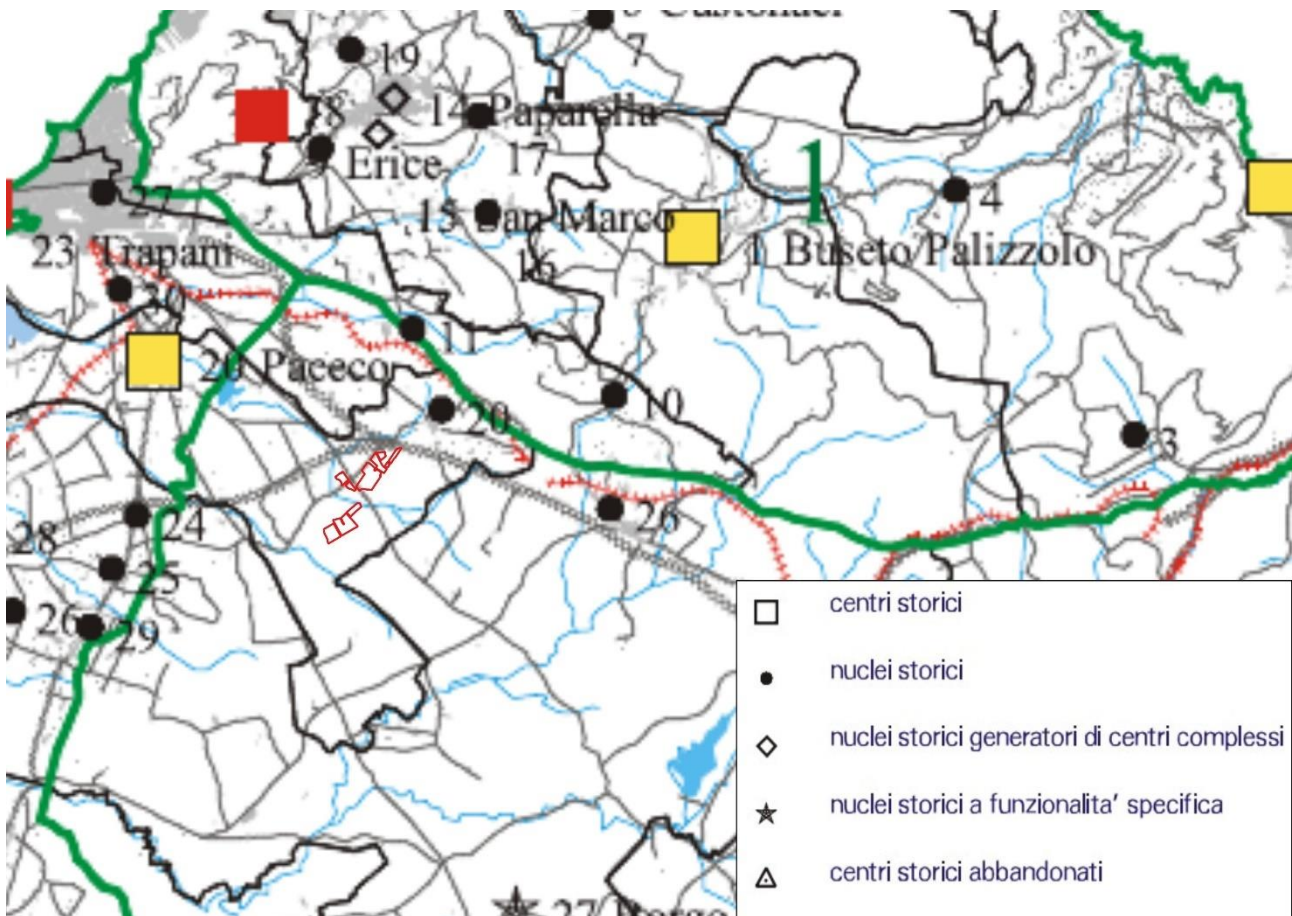 7
19
18
14 Paparella
Erice
17
1
4
27
15 San Marco
1 Buseto Palizzolo
23 Trapani
16
11
Paceco
10
20
3
26
24
28
25
26
29
27 Borgo
centri storici
nuclei storici
nuclei storici generatori di centri complessi
nuclei storici a funzionalita' specifica
centri storici abbandonati